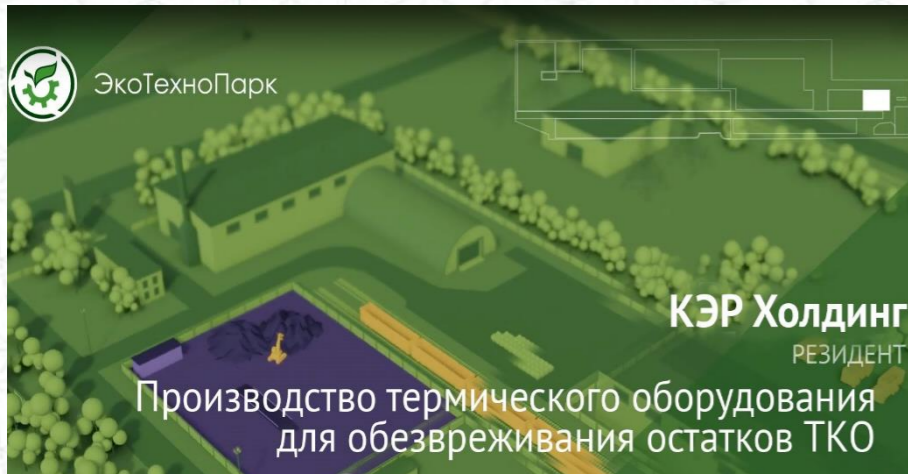 ЭкоТехноПарк
КЭР Холдинг
РЕЗИДЕНТ
Производство термического оборудования
для обезвреживания остатков ТКО